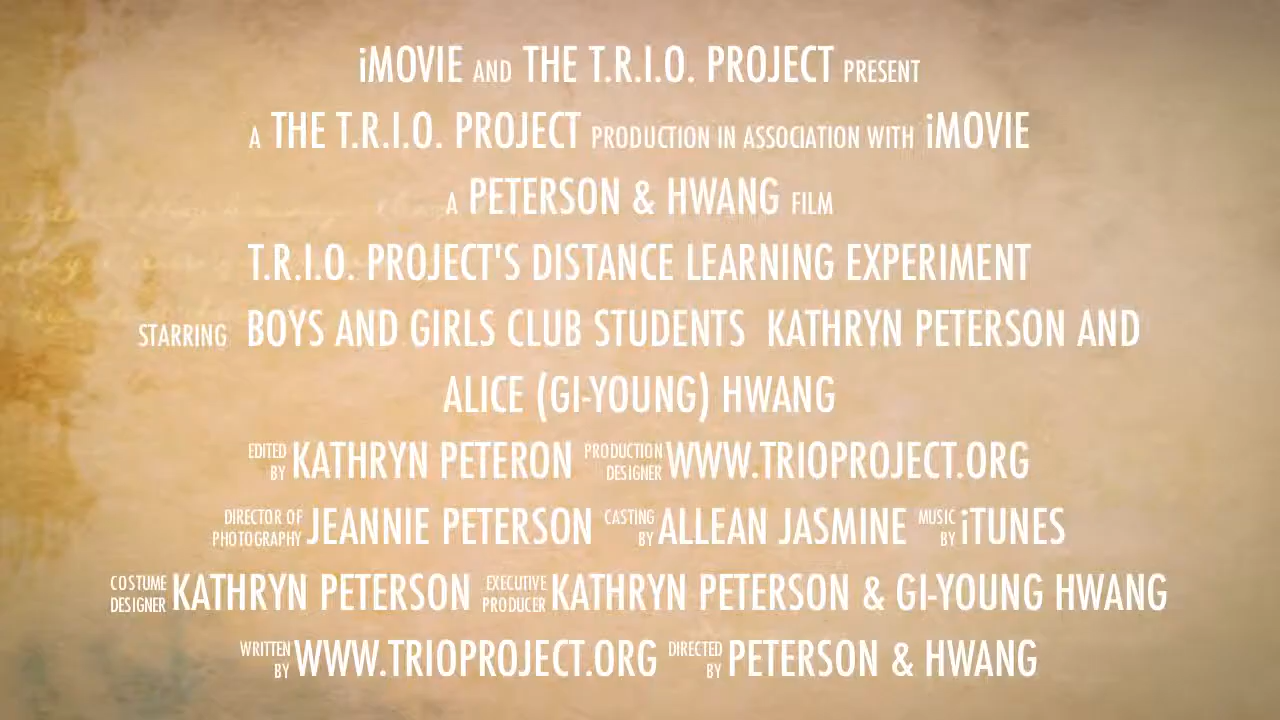 iMOVIE AND THE T.R.I.O. PROJECT PRESENT
A THE T.R.I.O. PROJECT PRODUCTION IN ASSOCIATION WITH iMOVIE
A PETERSON & HWANG FILM
T.R.I.O. PROJECT'S DISTANCE LEARNING EXPERIMENT
STARRING BOYS AND GIRLS CLUB STUDENTS KATHRYN PETERSON AND
ALICE (GI-YOUNG) HWANG
EDITED BY KATHRYN PETERON PRODUCTION DESIGNER WWW.TRIOPROJECT.ORG
DIRECTOR OF PHOTOGRAPHY JEANNIE PETERSON CASTING BY ALLEAN JASMINE MUSIC BY iTUNES
COSTUME DESIGNER KATHRYN PETERSON EXECUTIVE PRODUCER KATHRYN PETERSON & GI-YOUNG HWANG
WRITTEN BY WWW.TRIOPROJECT.ORG DIRECTED BY PETERSON & HWANG